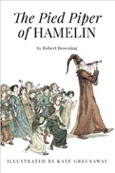 The Pied Piper
of HAMELIN
by Robert Browning
ILLUSTRATED BY KATE GREENAWAY